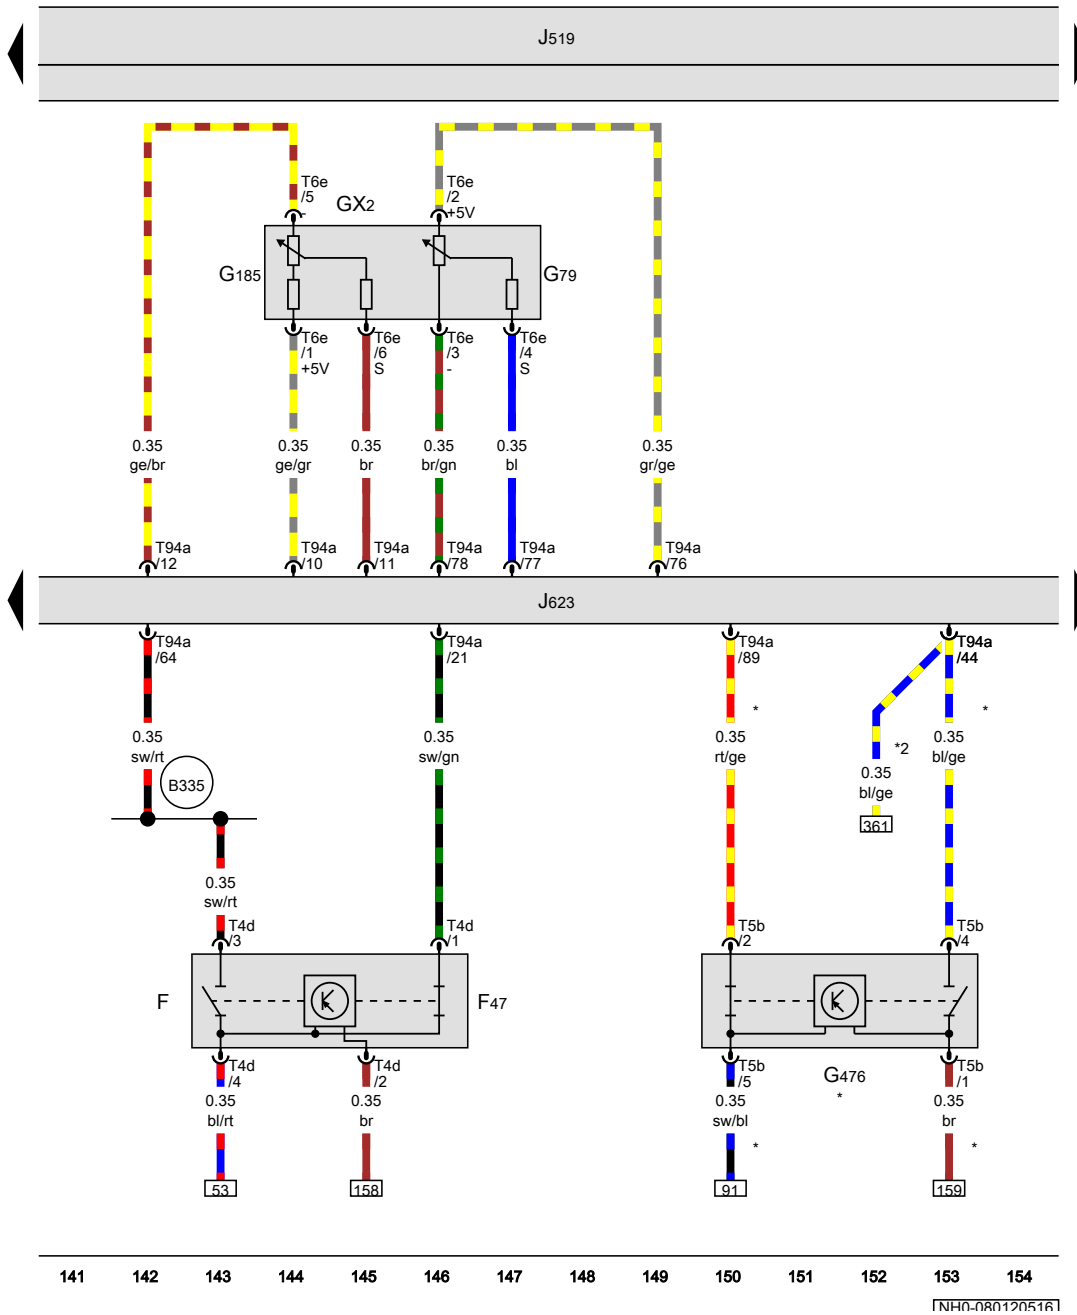 J519
T6e
/5
-
GX2
T6e
/2
+5V
G185
G79
T6e
/1
+5V
T6e
/6
S
T6e
/3
-
T6e
/4
S
0.35
ge/br
0.35
ge/gr
0.35
br
0.35
br/gn
0.35
bl
0.35
gr/ge
T94a
/12
T94a
/10
T94a
/11
T94a
/78
T94a
/77
T94a
/76
J623
T94a
/64
T94a
/21
T94a
/89
T94a
/44
*
*
0.35
sw/rt
0.35
sw/gn
0.35
rt/ge
*2
0.35
bl/ge
0.35
bl/ge
B335
361
0.35
sw/rt
T4d
/3
T4d
/1
T5b
/2
T5b
/4
F
F47
T4d
/4
T4d
/2
T5b
/5
G476
*
T5b
/1
0.35
bl/rt
0.35
br
0.35
sw/bl
0.35
br
*
*
53
158
91
159
141 142 143 144 145 146 147 148 149 150 151 152 153 154
NH0-080120516